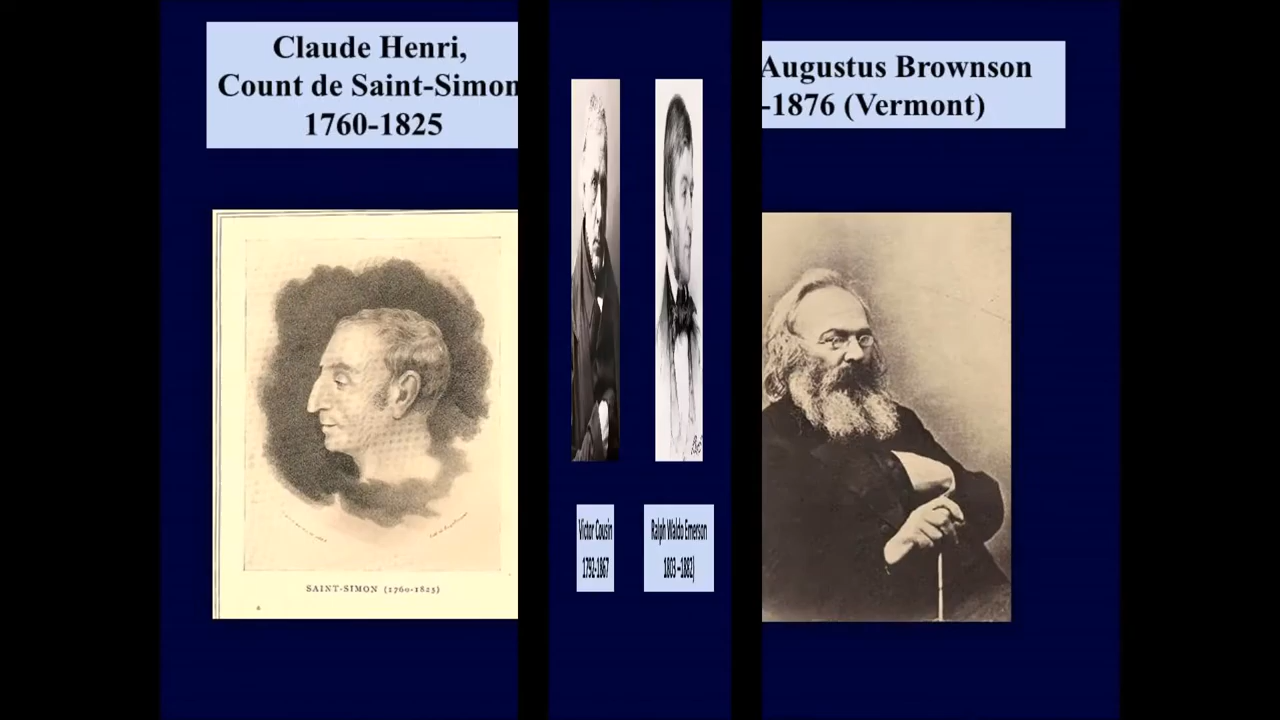 Claude Henri,
Count de Saint-Simon
1760-1825
SAINT-SIMON (1760-1825)
Victor Cousin
1792-1867
Ralph Waldo Emerson
1803 –1882
Augustus Brownson
-1876 (Vermont)